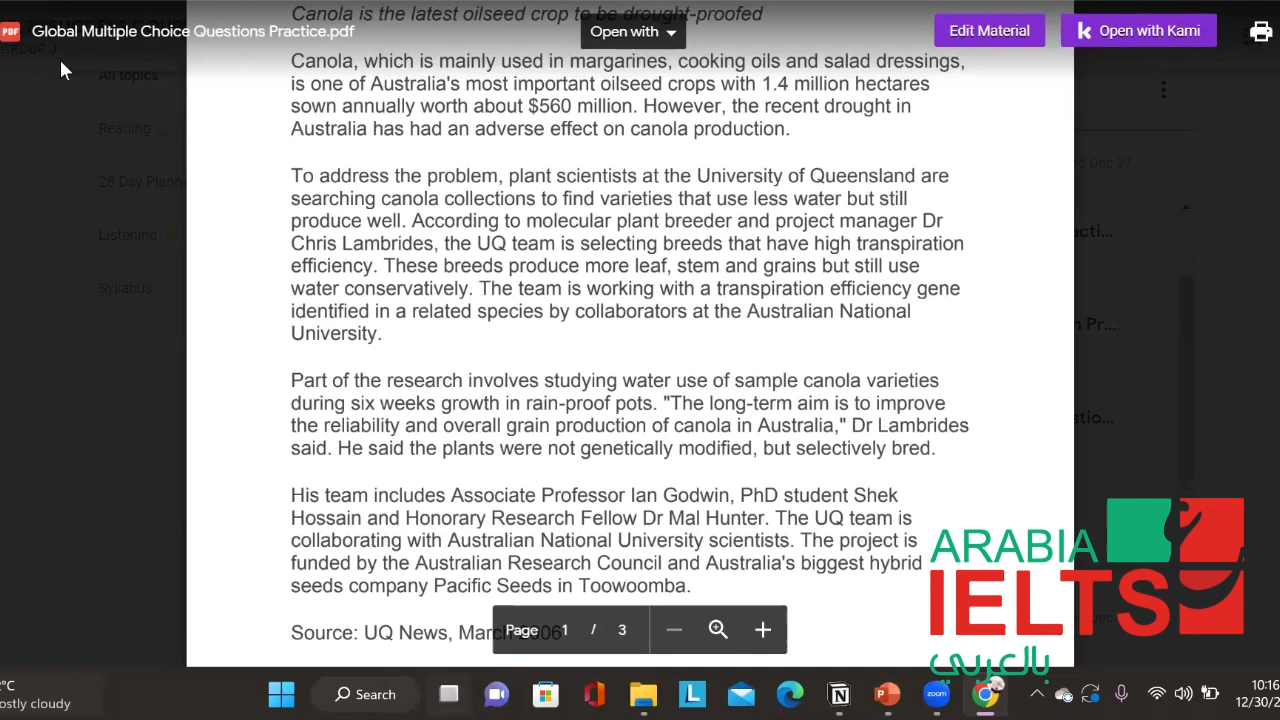 Canola is the latest oilseed crop to be drought-proofed
PDF
Global Multiple Choice Questions Practice.pdf
Open with
Edit Material
Open with Kami
All topics
Reading
28 Day Planne
Listening
Syllabus
ed Dec 27
acti...
n Pr...
stio...
Canola, which is mainly used in margarines, cooking oils and salad dressings,
is one of Australia's most important oilseed crops with 1.4 million hectares
sown annually worth about $560 million. However, the recent drought in
Australia has had an adverse effect on canola production.
To address the problem, plant scientists at the University of Queensland are
searching canola collections to find varieties that use less water but still
produce well. According to molecular plant breeder and project manager Dr
Chris Lambrides, the UQ team is selecting breeds that have high transpiration
efficiency. These breeds produce more leaf, stem and grains but still use
water conservatively. The team is working with a transpiration efficiency gene
identified in a related species by collaborators at the Australian National
University.
Part of the research involves studying water use of sample canola varieties
during six weeks growth in rain-proof pots. "The long-term aim is to improve
the reliability and overall grain production of canola in Australia," Dr Lambrides
said. He said the plants were not genetically modified, but selectively bred.
His team includes Associate Professor Ian Godwin, PhD student Shek
Hossain and Honorary Research Fellow Dr Mal Hunter. The UQ team is
collaborating with Australian National University scientists. The project is
funded by the Australian Research Council and Australia's biggest hybrid
seeds company Pacific Seeds in Toowoomba.
Source: UQ News, March 2006
Page 1 / 3
ARABIA
IELTS
بالعربي
°C
ostly cloudy
Search
zoom
10:16
12/30/2